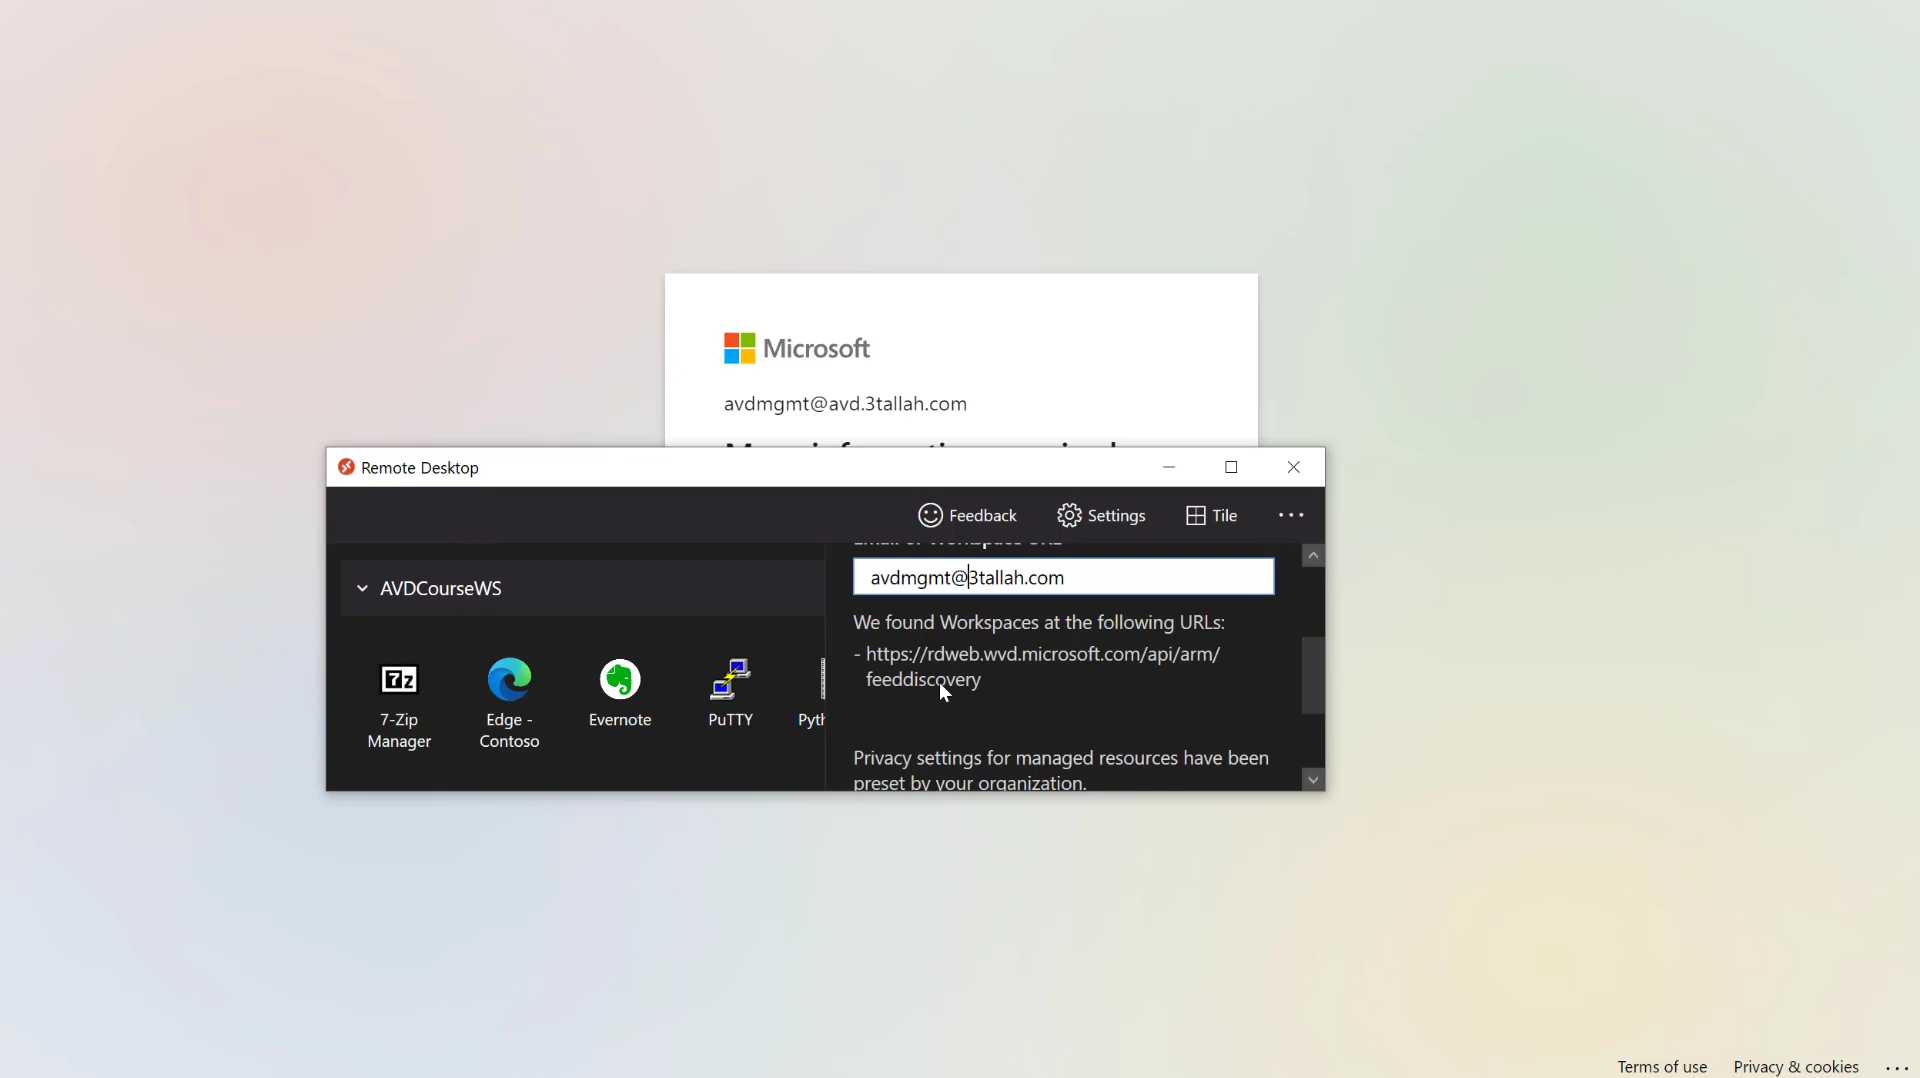 Microsoft
avdmgmt@avd.3tallah.com
Remote Desktop
Feedback
Settings
Tile
AVDCourseWS
7-Zip
Manager
Edge -
Contoso
Evernote
PuTTY
Pyth
avdmgmt@3tallah.com
We found Workspaces at the following URLs:
- https://rdweb.wvd.microsoft.com/api/arm/
feeddiscovery
Privacy settings for managed resources have been
preset by your organization.
Terms of use
Privacy & cookies